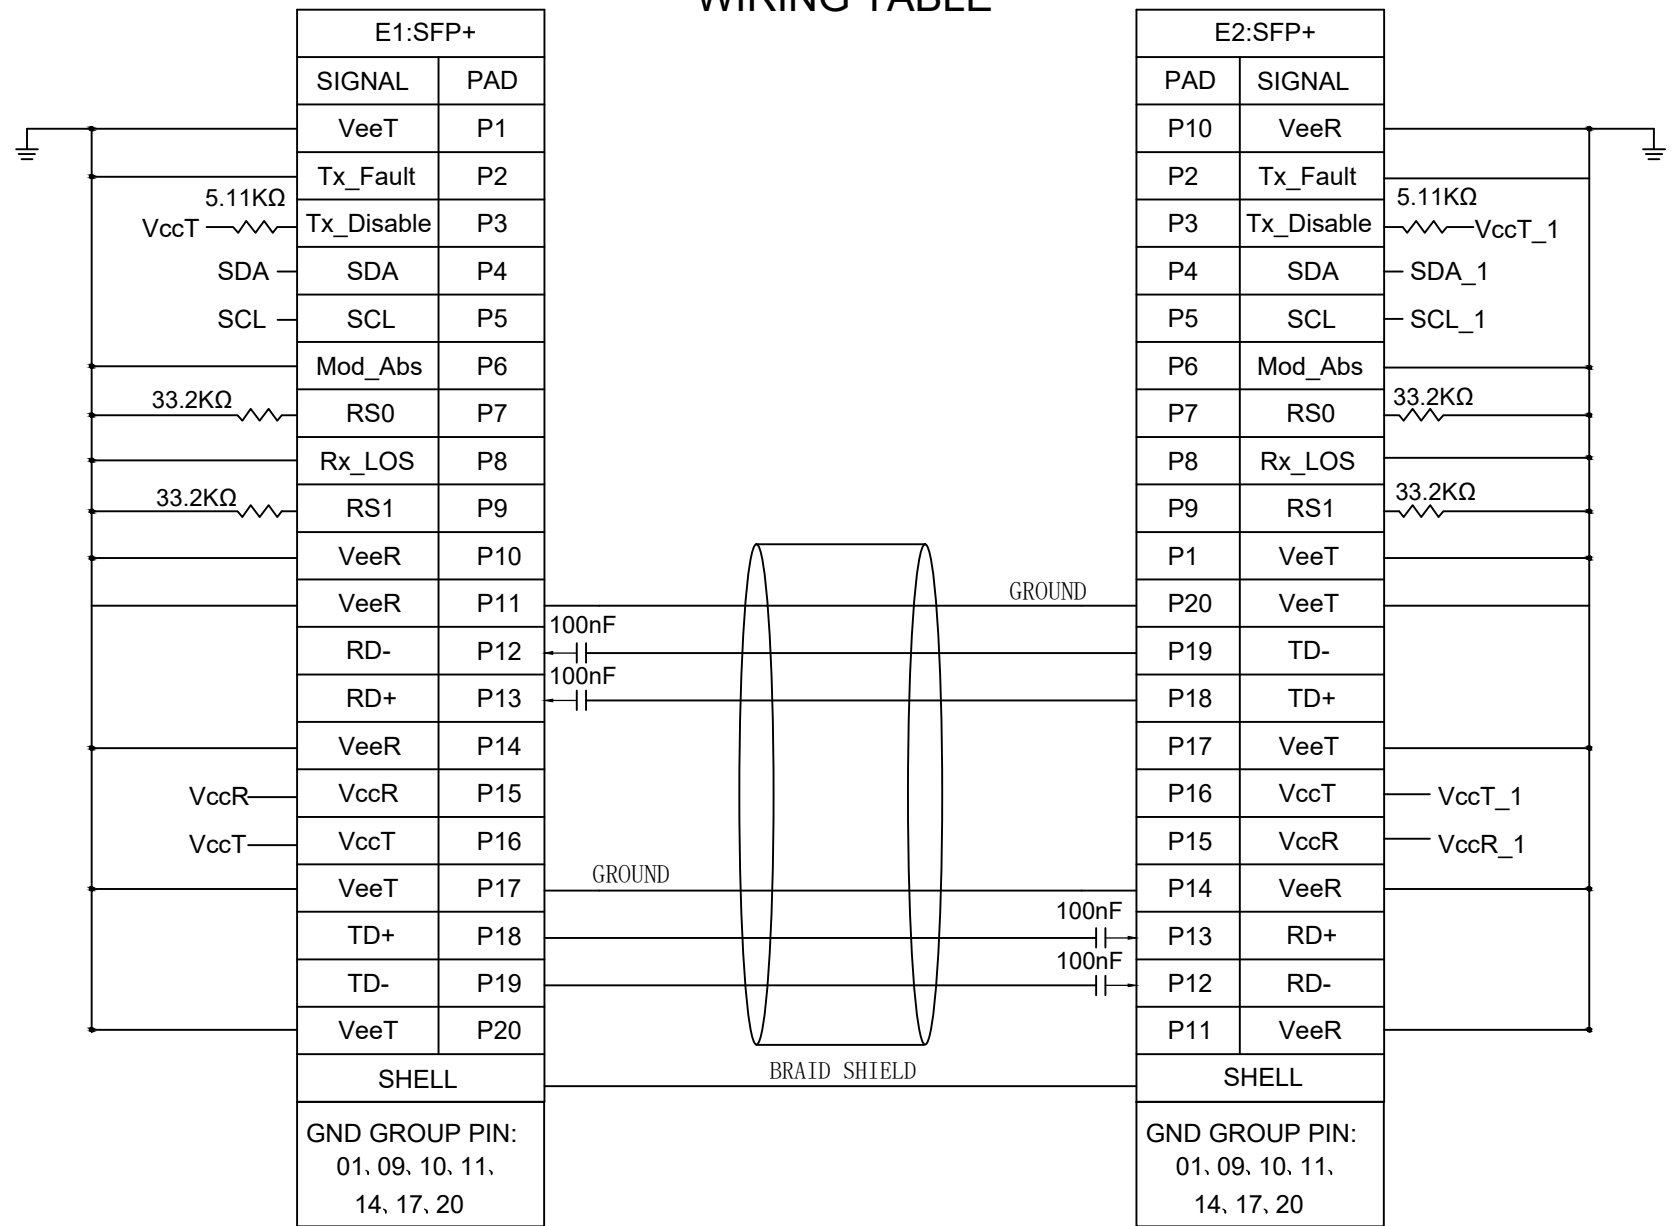 WIRING TABLE
E1:SFP+ E2:SFP+
SIGNAL PAD PAD SIGNAL
VeeT P1 P10 VeeR
Tx_Fault P2 P2 Tx_Fault
5.11KΩ 5.11KΩ
VccT Tx_Disable P3 P3 Tx_Disable VccT_1
SDA SDA P4 P4 SDA SDA_1
SCL SCL P5 P5 SCL SCL_1
Mod_Abs P6 P6 Mod_Abs
33.2KΩ RS0 P7 P7 RS0 33.2KΩ
Rx_LOS P8 P8 Rx_LOS
33.2KΩ RS1 P9 P9 RS1 33.2KΩ
VeeR P10 P1 VeeT
VeeR P11 GROUND P20 VeeT
100nF
RD- P12 P19 TD-
100nF
RD+ P13 P18 TD+
VeeR P14 P17 VeeT
VccR VccR P15 P16 VccT VccT_1
VccT VccT P16 P15 VccR VccR_1
VeeT P17 GROUND P14 VeeR
100nF
TD+ P18 P13 RD+
100nF
TD- P19 P12 RD-
VeeT P20 P11 VeeR
SHELL BRAID SHIELD SHELL
GND GROUP PIN: GND GROUP PIN:
01、09、10、11、 01、09、10、11、
14、17、20 14、17、20